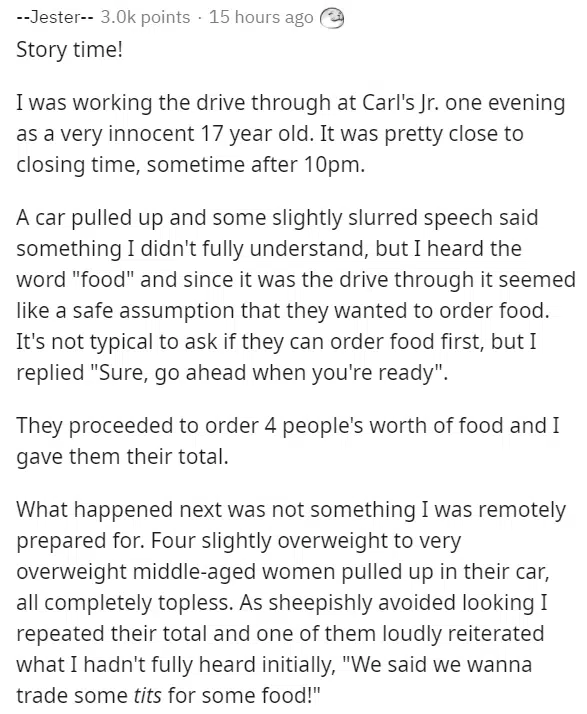 --Jester-- 3.0k points · 15 hours ago
Story time!
I was working the drive through at Carl's Jr. one evening
as a very innocent 17 year old. It was pretty close to
closing time, sometime after 10pm.
A car pulled up and some slightly slurred speech said
something I didn't fully understand, but I heard the
word "food" and since it was the drive through it seemed
like a safe assumption that they wanted to order food.
It's not typical to ask if they can order food first, but I
replied "Sure, go ahead when you're ready".
They proceeded to order 4 people's worth of food and I
gave them their total.
What happened next was not something I was remotely
prepared for. Four slightly overweight to very
overweight middle-aged women pulled up in their car,
all completely topless. As sheepishly avoided looking I
repeated their total and one of them loudly reiterated
what I hadn't fully heard initially, "We said we wanna
trade some tits for some food!"